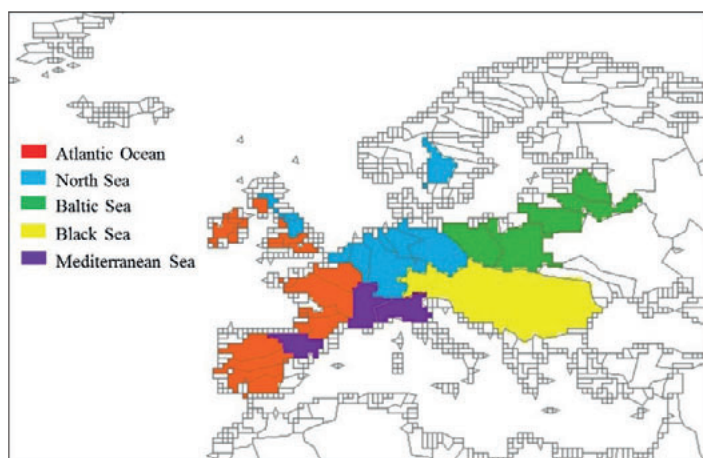 Atlantic Ocean
North Sea
Baltic Sea
Black Sea
Mediterranean Sea